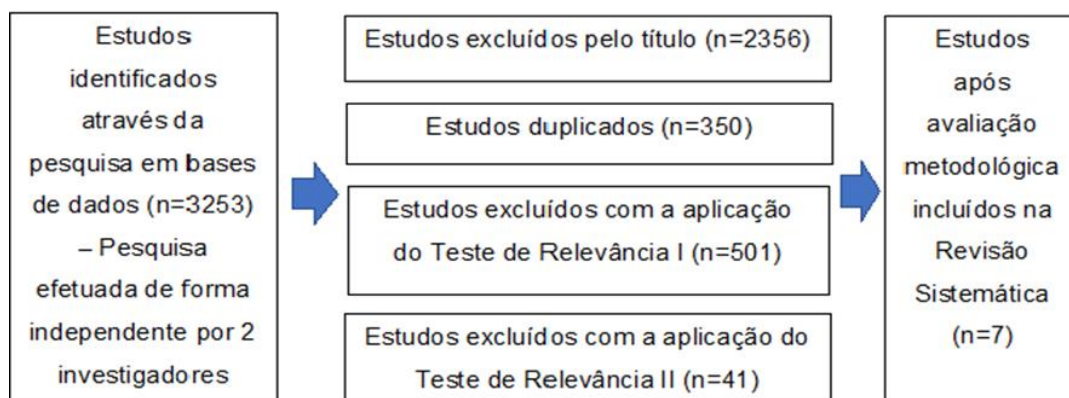 Estudos
identificados
através da
pesquisa em bases
de dados (n=3253)
– Pesquisa
efetuada de forma
independente por 2
investigadores
Estudos excluídos pelo título (n=2356)
Estudos duplicados (n=350)
Estudos excluídos com a aplicação
do Teste de Relevância I (n=501)
Estudos excluídos com a aplicação do
Teste de Relevância II (n=41)
Estudos
após
avaliação
metodológica
incluídos na
Revisão
Sistemática
(n=7)